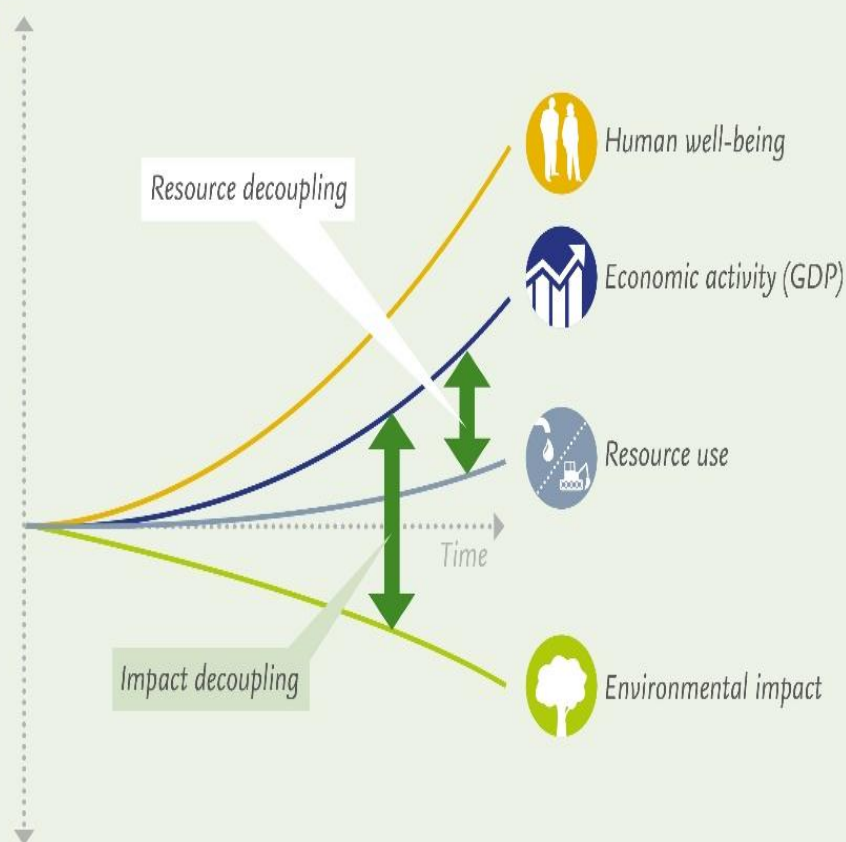 Human well-being
Resource decoupling
Economic activity (GDP)
Resource use
Time
Impact decoupling
Environmental impact